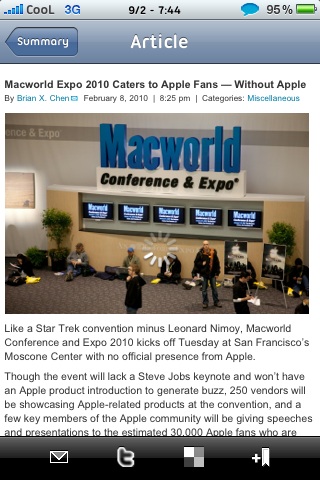 CooL 3G 9/2 - 7:44 95%
Summary Article
Macworld Expo 2010 Caters to Apple Fans — Without Apple
By Brian X. Chen February 8, 2010 | 8:25 pm | Categories: Miscellaneous
nce & Expo
Macworld
Conference & Expo
Like a Star Trek convention minus Leonard Nimoy, Macworld
Conference and Expo 2010 kicks off Tuesday at San Francisco's
Moscone Center with no official presence from Apple.
Though the event will lack a Steve Jobs keynote and won't have
an Apple product introduction to generate buzz, 250 vendors will
be showcasing Apple-related products at the convention, and a
few key members of the Apple community will be giving speeches
and presentations to the estimated 30,000 Apple fans who are